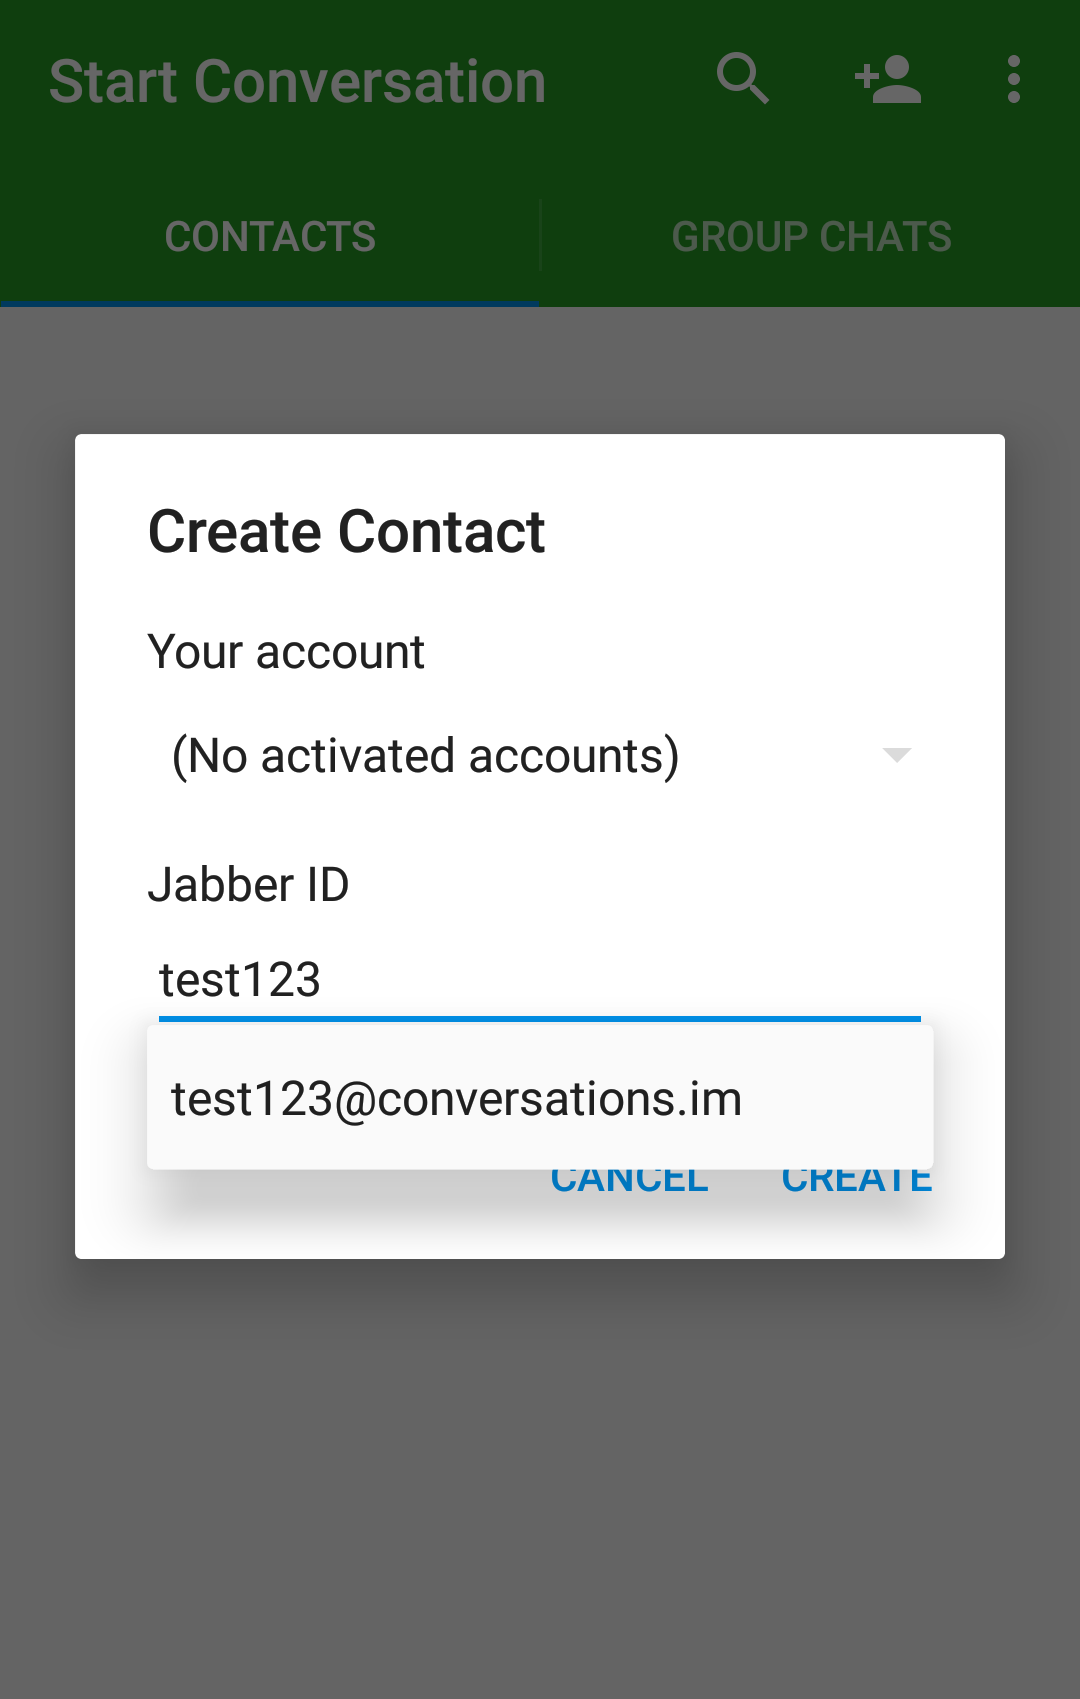 Start Conversation
CONTACTS
GROUP CHATS
Create Contact
Your account
(No activated accounts)
Jabber ID
test123
test123@conversations.im
CANCEL
CREATE